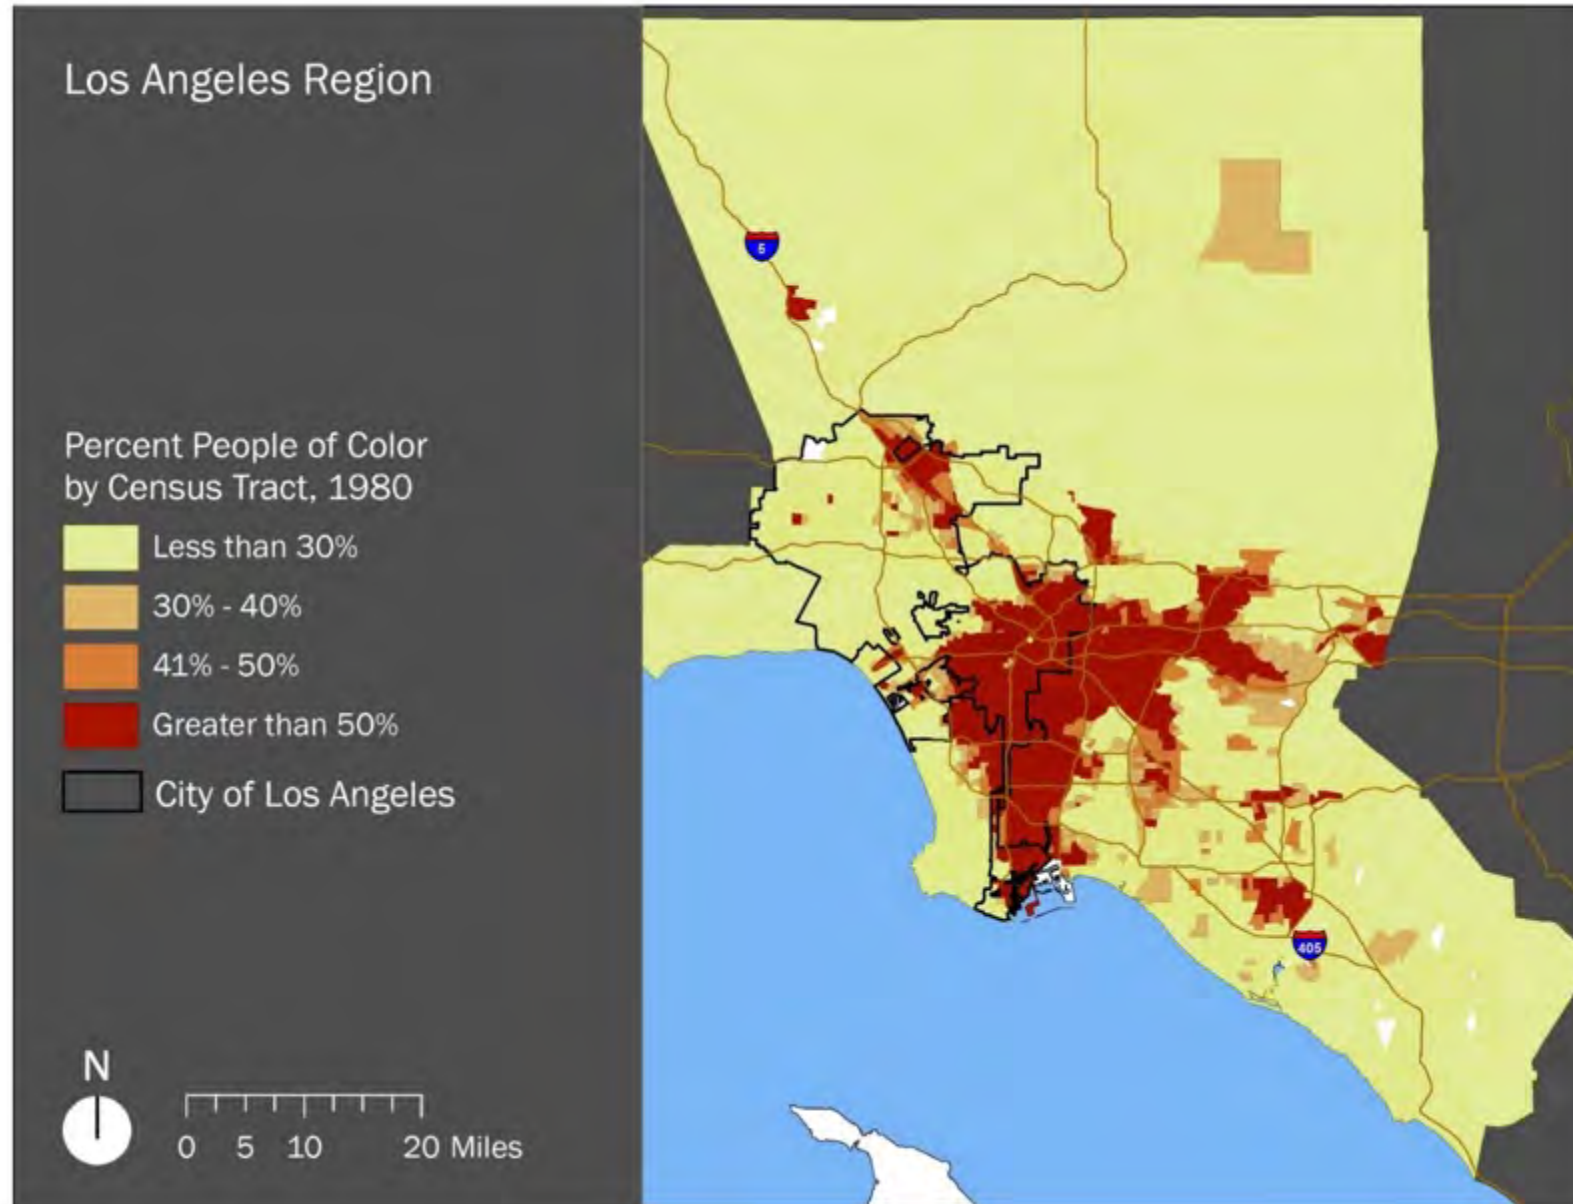 Los Angeles Region
5
Percent People of Color
by Census Tract, 1980
Less than 30%
30% - 40%
41% - 50%
Greater than 50%
City of Los Angeles
405
N
0 5 10 20 Miles